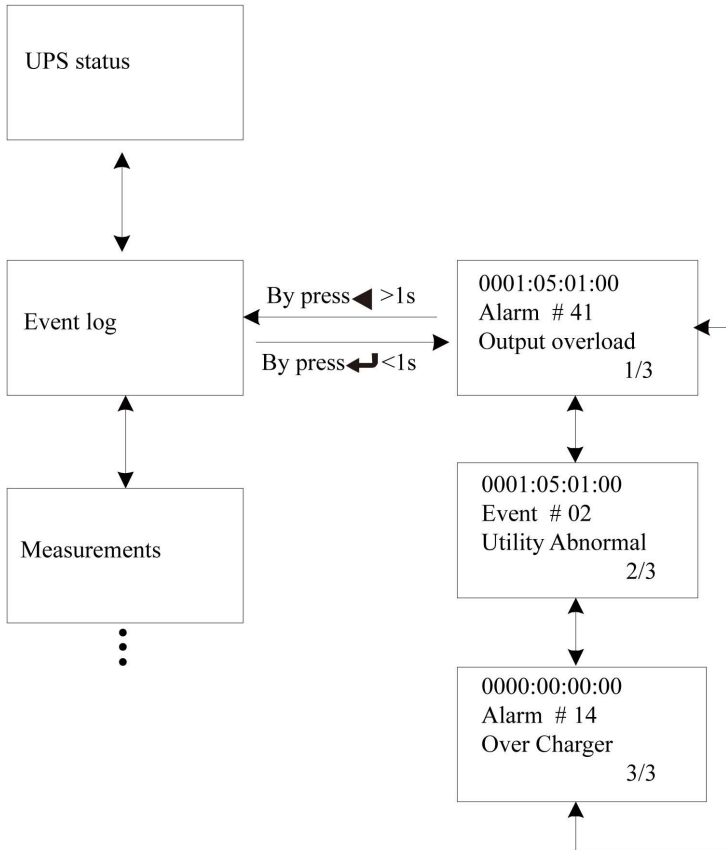 UPS status
Event log
Measurements
By press >1s
By press <1s
0001:05:01:00
Alarm # 41
Output overload
1/3
0001:05:01:00
Event # 02
Utility Abnormal
2/3
0000:00:00:00
Alarm # 14
Over Charger
3/3